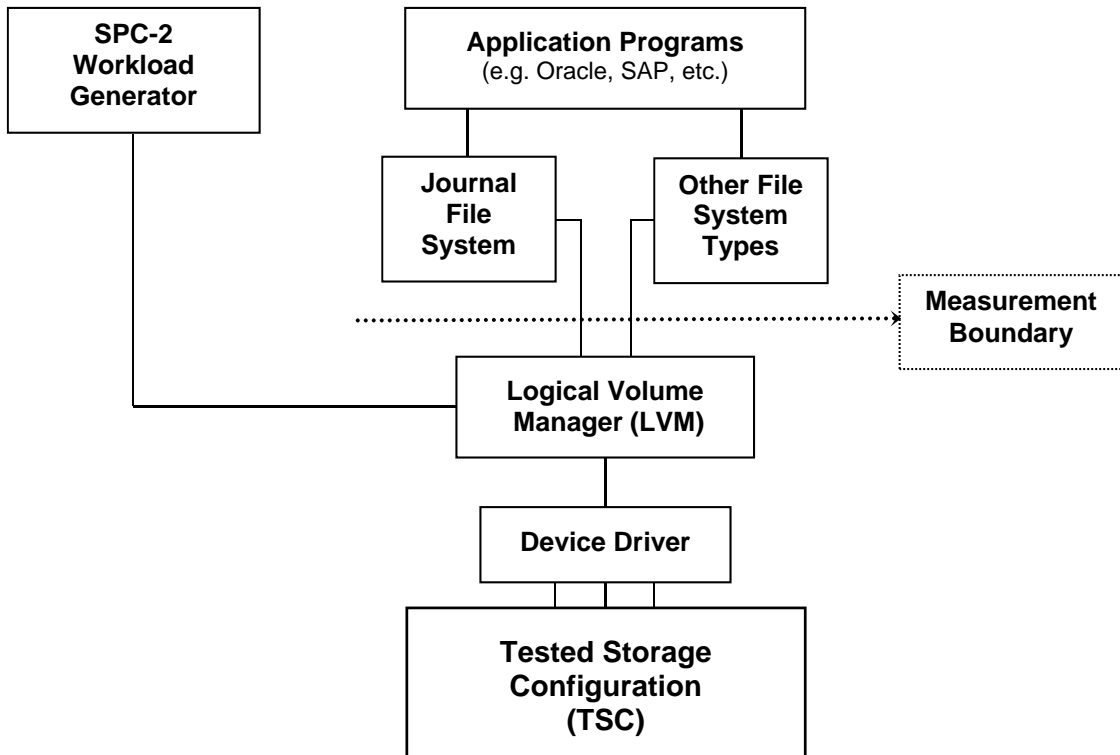 SPC-2
Workload
Generator
Application Programs
(e.g. Oracle, SAP, etc.)
Journal
File
System
Other File
System
Types
Measurement
Boundary
Logical Volume
Manager (LVM)
Device Driver
Tested Storage
Configuration
(TSC)